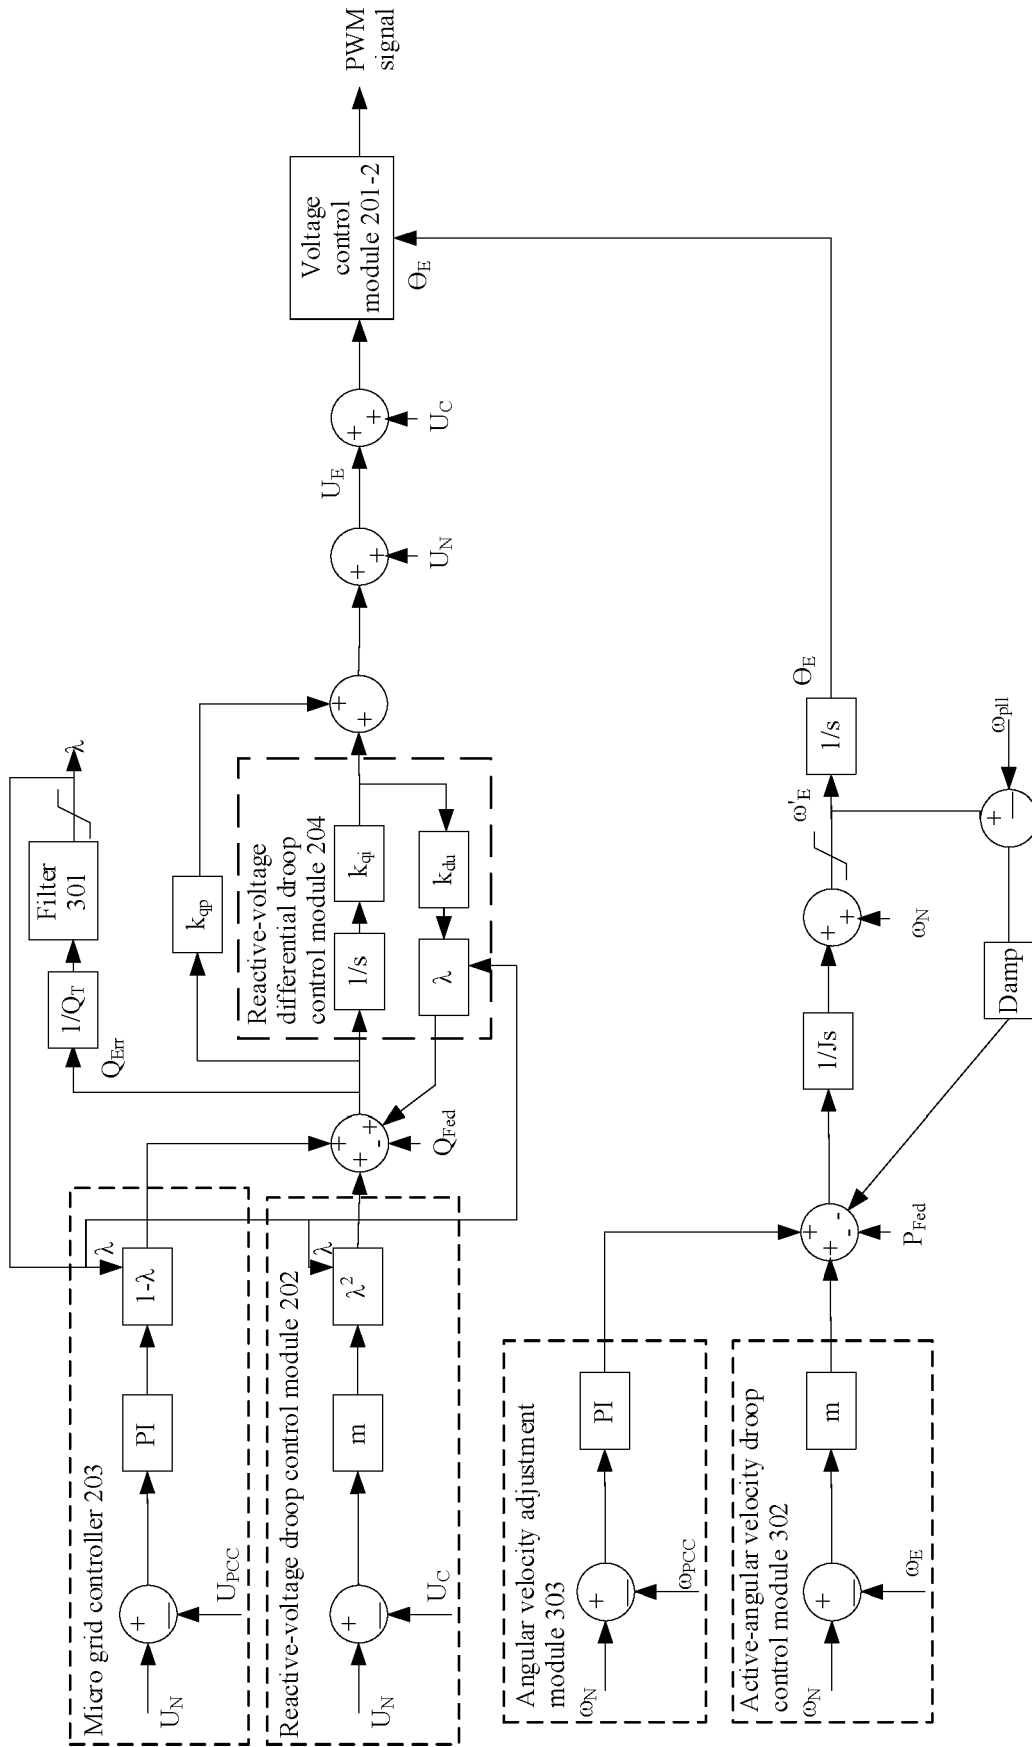 Micro grid controller 203
U_N
+
−
U_PCC
PI
1-λ
λ
Reactive-voltage droop control module 202
U_N
+
−
U_C
m
λ²
λ
+
+
-
+
Q_Fed
Q_Err
1/Q_T
Filter
301
λ
k_qp
Reactive-voltage
differential droop
control module 204
1/s
k_qi
k_du
λ
+
+
+
+
U_N
U_E
+
+
U_C
Voltage
control
module 201-2
Θ_E
PWM
signal
Angular velocity adjustment
module 303
ω_N
+
−
ω_PCC
PI
Active-angular velocity droop
control module 302
ω_N
+
−
ω_E
m
+
+
-
-
P_Fed
1/Js
+
+
ω_N
ω'_E
1/s
Θ_E
+
−
ω_pll
Damp